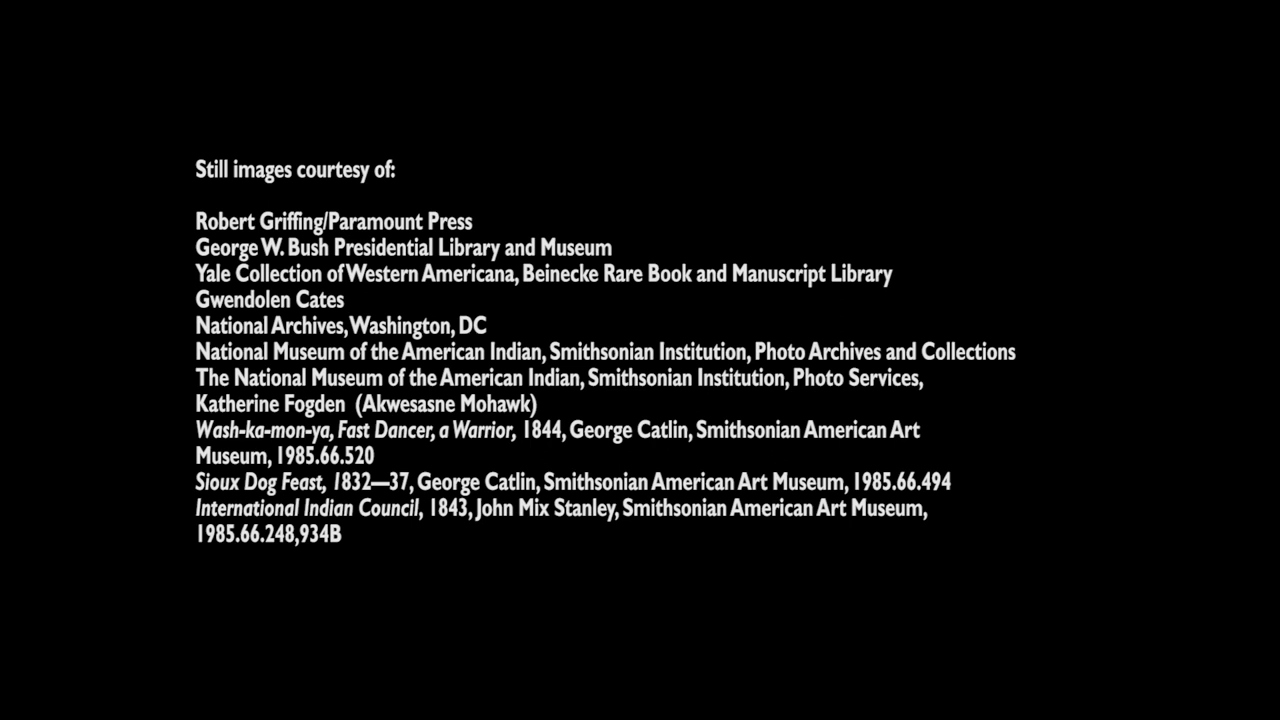 Still images courtesy of:
Robert Griffing/Paramount Press
George W. Bush Presidential Library and Museum
Yale Collection of Western Americana, Beinecke Rare Book and Manuscript Library
Gwendolen Cates
National Archives, Washington, DC
National Museum of the American Indian, Smithsonian Institution, Photo Archives and Collections
The National Museum of the American Indian, Smithsonian Institution, Photo Services,
Katherine Fogden (Akwesasne Mohawk)
Wash-ka-mon-ya, Fast Dancer, a Warrior, 1844, George Catlin, Smithsonian American Art
Museum, 1985.66.520
Sioux Dog Feast, 1832—37, George Catlin, Smithsonian American Art Museum, 1985.66.494
International Indian Council, 1843, John Mix Stanley, Smithsonian American Art Museum,
1985.66.248,934B